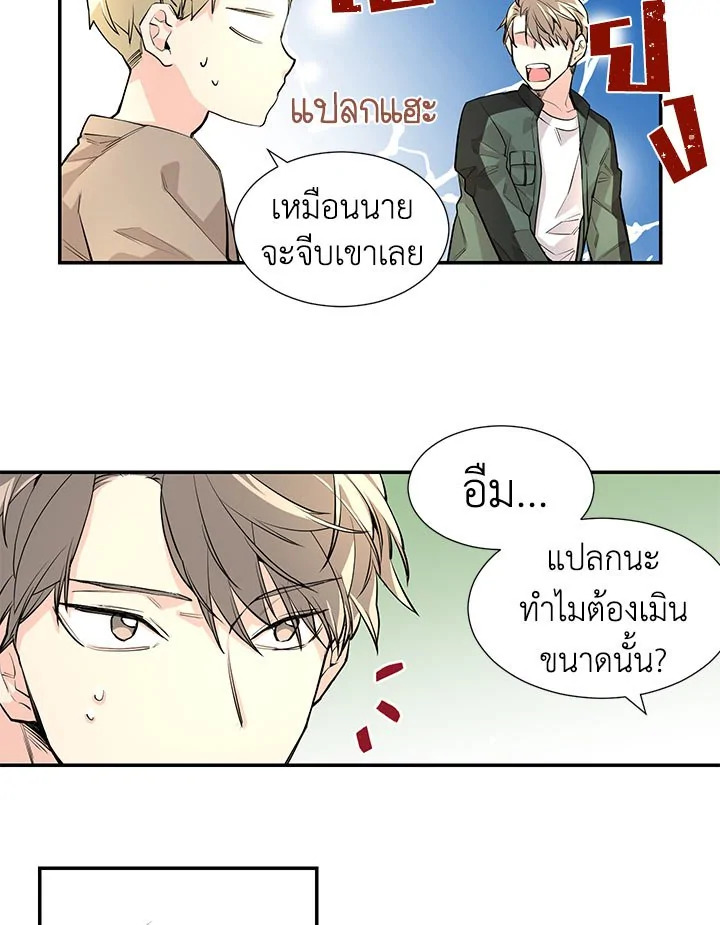 แปลกแฮะ
เหมือนนาย
จะจีบเขาเลย
อืม...
แปลกนะ
ทำไมต้องเมิน
ขนาดนั้น?